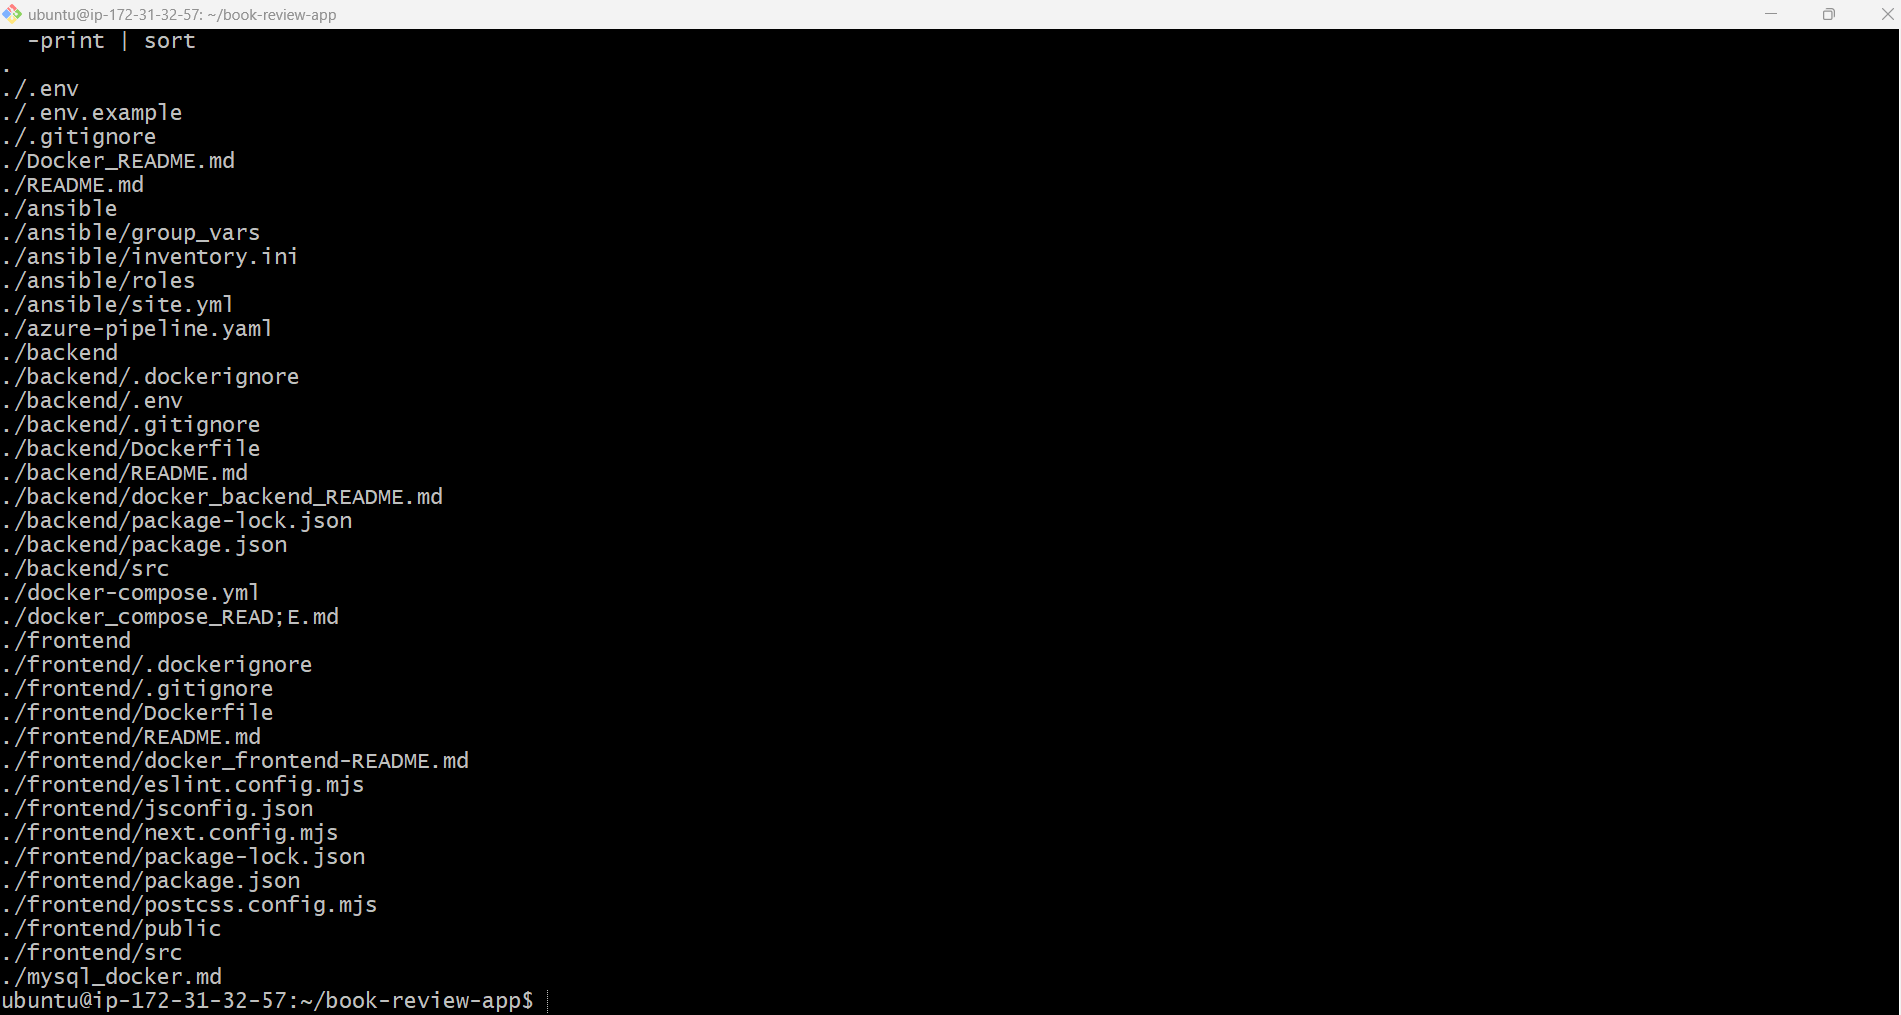 ubuntu@ip-172-31-32-57: ~/book-review-app
-print | sort
.
./.env
./.env.example
./.gitignore
./Docker_README.md
./README.md
./ansible
./ansible/group_vars
./ansible/inventory.ini
./ansible/roles
./ansible/site.yml
./azure-pipeline.yaml
./backend
./backend/.dockerignore
./backend/.env
./backend/.gitignore
./backend/Dockerfile
./backend/README.md
./backend/docker_backend_README.md
./backend/package-lock.json
./backend/package.json
./backend/src
./docker-compose.yml
./docker_compose_READ;E.md
./frontend
./frontend/.dockerignore
./frontend/.gitignore
./frontend/Dockerfile
./frontend/README.md
./frontend/docker_frontend-README.md
./frontend/eslint.config.mjs
./frontend/jsconfig.json
./frontend/next.config.mjs
./frontend/package-lock.json
./frontend/package.json
./frontend/postcss.config.mjs
./frontend/public
./frontend/src
./mysql_docker.md
ubuntu@ip-172-31-32-57:~/book-review-app$